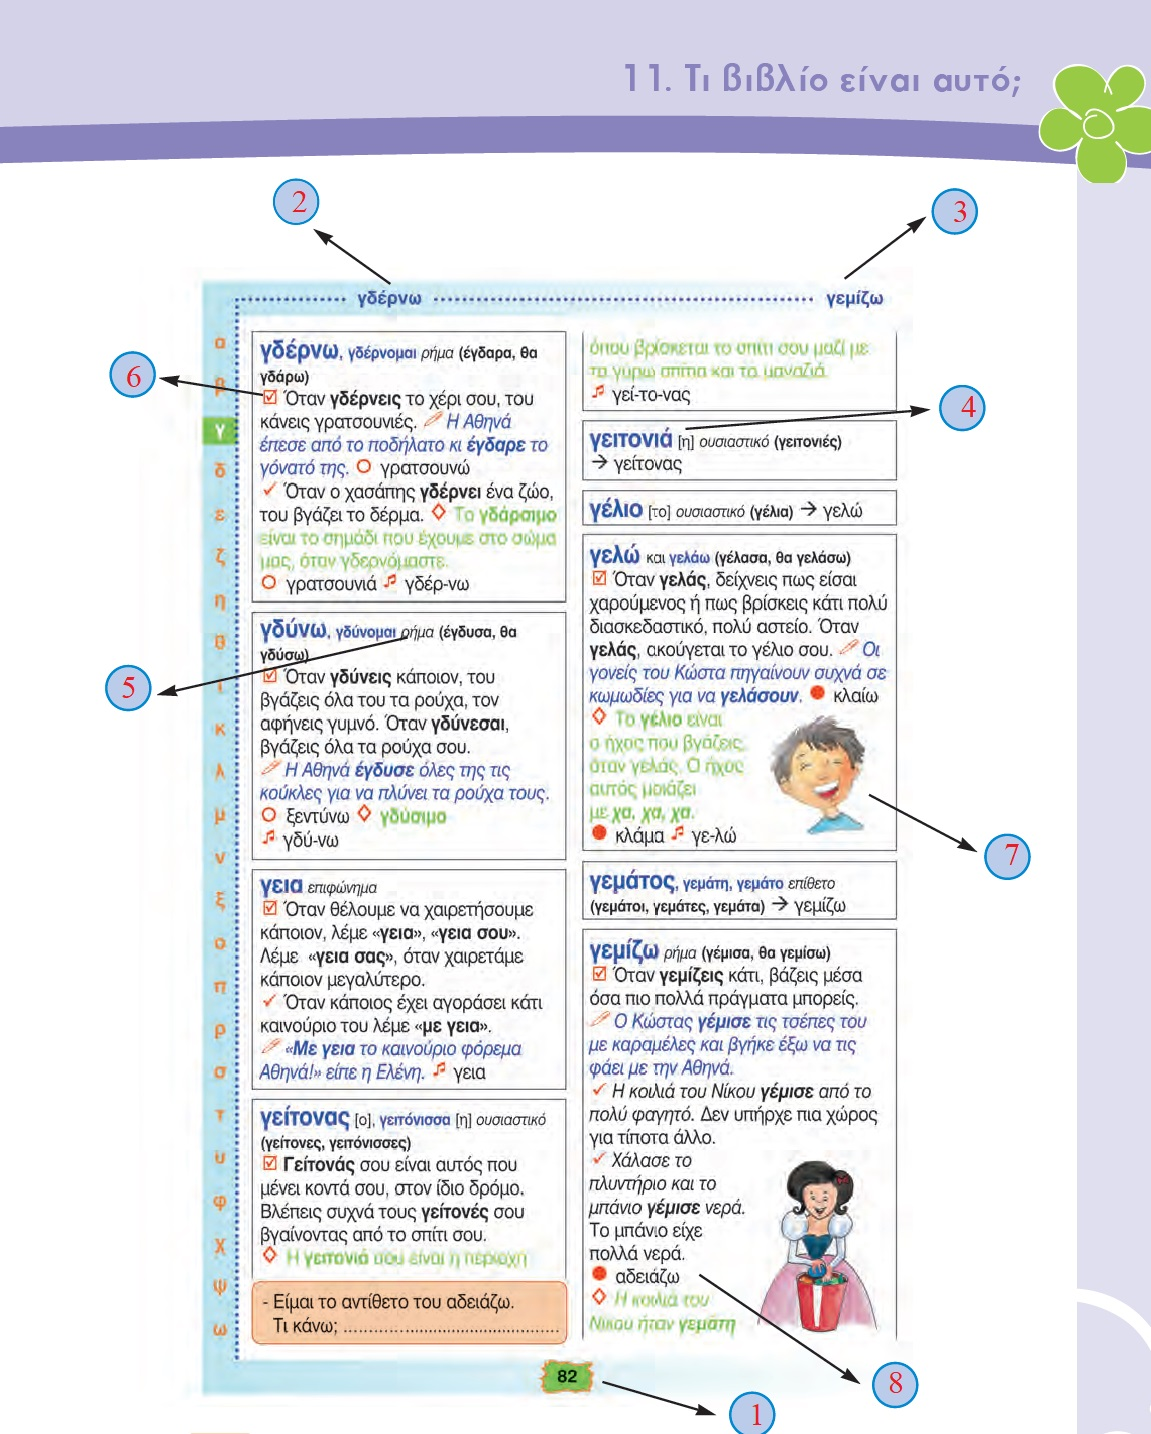 11. Τι βιβλίο είναι αυτό;
2
3
γδέρνω
γεμίζω
6
4
5
7
8
1
α
β
γ
δ
ε
ζ
η
θ
ι
κ
λ
μ
ν
ξ
ο
π
ρ
σ
τ
υ
φ
χ
ψ
ω
γδέρνω, γδέρνομαι ρήμα (έγδαρα, θα
γδάρω)
Όταν γδέρνεις το χέρι σου, του
κάνεις γρατσουνιές. Η Αθηνά
έπεσε από το ποδήλατο κι έγδαρε το
γόνατό της. γρατσουνώ
Όταν ο χασάπης γδέρνει ένα ζώο,
του βγάζει το δέρμα. Το γδάρσιμο
είναι το σημάδι που έχουμε στο σώμα
μας, όταν γδερνόμαστε.
γρατσουνιά γδέρ-νω
γδύνω, γδύνομαι ρήμα (έγδυσα, θα
γδύσω)
Όταν γδύνεις κάποιον, του
βγάζεις όλα του τα ρούχα, τον
αφήνεις γυμνό. Όταν γδύνεσαι,
βγάζεις όλα τα ρούχα σου.
Η Αθηνά έγδυσε όλες της τις
κούκλες για να πλύνει τα ρούχα τους.
ξεντύνω γδύσιμο
γδύ-νω
γεια επιφώνημα
Όταν θέλουμε να χαιρετήσουμε
κάποιον, λέμε «γεια», «γεια σου».
Λέμε «γεια σας», όταν χαιρετάμε
κάποιον μεγαλύτερο.
Όταν κάποιος έχει αγοράσει κάτι
καινούριο του λέμε «με γεια».
«Με γεια το καινούριο φόρεμα
Αθηνά!» είπε η Ελένη. γεια
γείτονας [ο], γειτόνισσα [η] ουσιαστικό
(γείτονες, γειτόνισσες)
Γείτονάς σου είναι αυτός που
μένει κοντά σου, στον ίδιο δρόμο.
Βλέπεις συχνά τους γείτονές σου
βγαίνοντας από το σπίτι σου.
Η γειτονιά σου είναι η περιοχή
- Είμαι το αντίθετο του αδειάζω.
Τι κάνω; ......................................
όπου βρίσκεται το σπίτι σου μαζί με
τα γύρω σπίτια και τα μαγαζιά.
γεί-το-νας
γειτονιά [η] ουσιαστικό (γειτονιές)
→ γείτονας
γέλιο [το] ουσιαστικό (γέλια) → γελώ
γελώ και γελάω (γέλασα, θα γελάσω)
Όταν γελάς, δείχνεις πως είσαι
χαρούμενος ή πως βρίσκεις κάτι πολύ
διασκεδαστικό, πολύ αστείο. Όταν
γελάς, ακούγεται το γέλιο σου. Οι
γονείς του Κώστα πηγαίνουν συχνά σε
κωμωδίες για να γελάσουν. κλαίω
Το γέλιο είναι
ο ήχος που βγάζεις,
όταν γελάς. Ο ήχος
αυτός μοιάζει
με χα, χα, χα.
κλάμα γε-λώ
γεμάτος, γεμάτη, γεμάτο επίθετο
(γεμάτοι, γεμάτες, γεμάτα) → γεμίζω
γεμίζω ρήμα (γέμισα, θα γεμίσω)
Όταν γεμίζεις κάτι, βάζεις μέσα
όσα πιο πολλά πράγματα μπορείς.
Ο Κώστας γέμισε τις τσέπες του
με καραμέλες και βγήκε έξω να τις
φάει με την Αθηνά.
Η κοιλιά του Νίκου γέμισε από το
πολύ φαγητό. Δεν υπήρχε πια χώρος
για τίποτα άλλο.
Χάλασε το
πλυντήριο και το
μπάνιο γέμισε νερά.
Το μπάνιο είχε
πολλά νερά.
αδειάζω
Η κοιλιά του
Νίκου ήταν γεμάτη
82